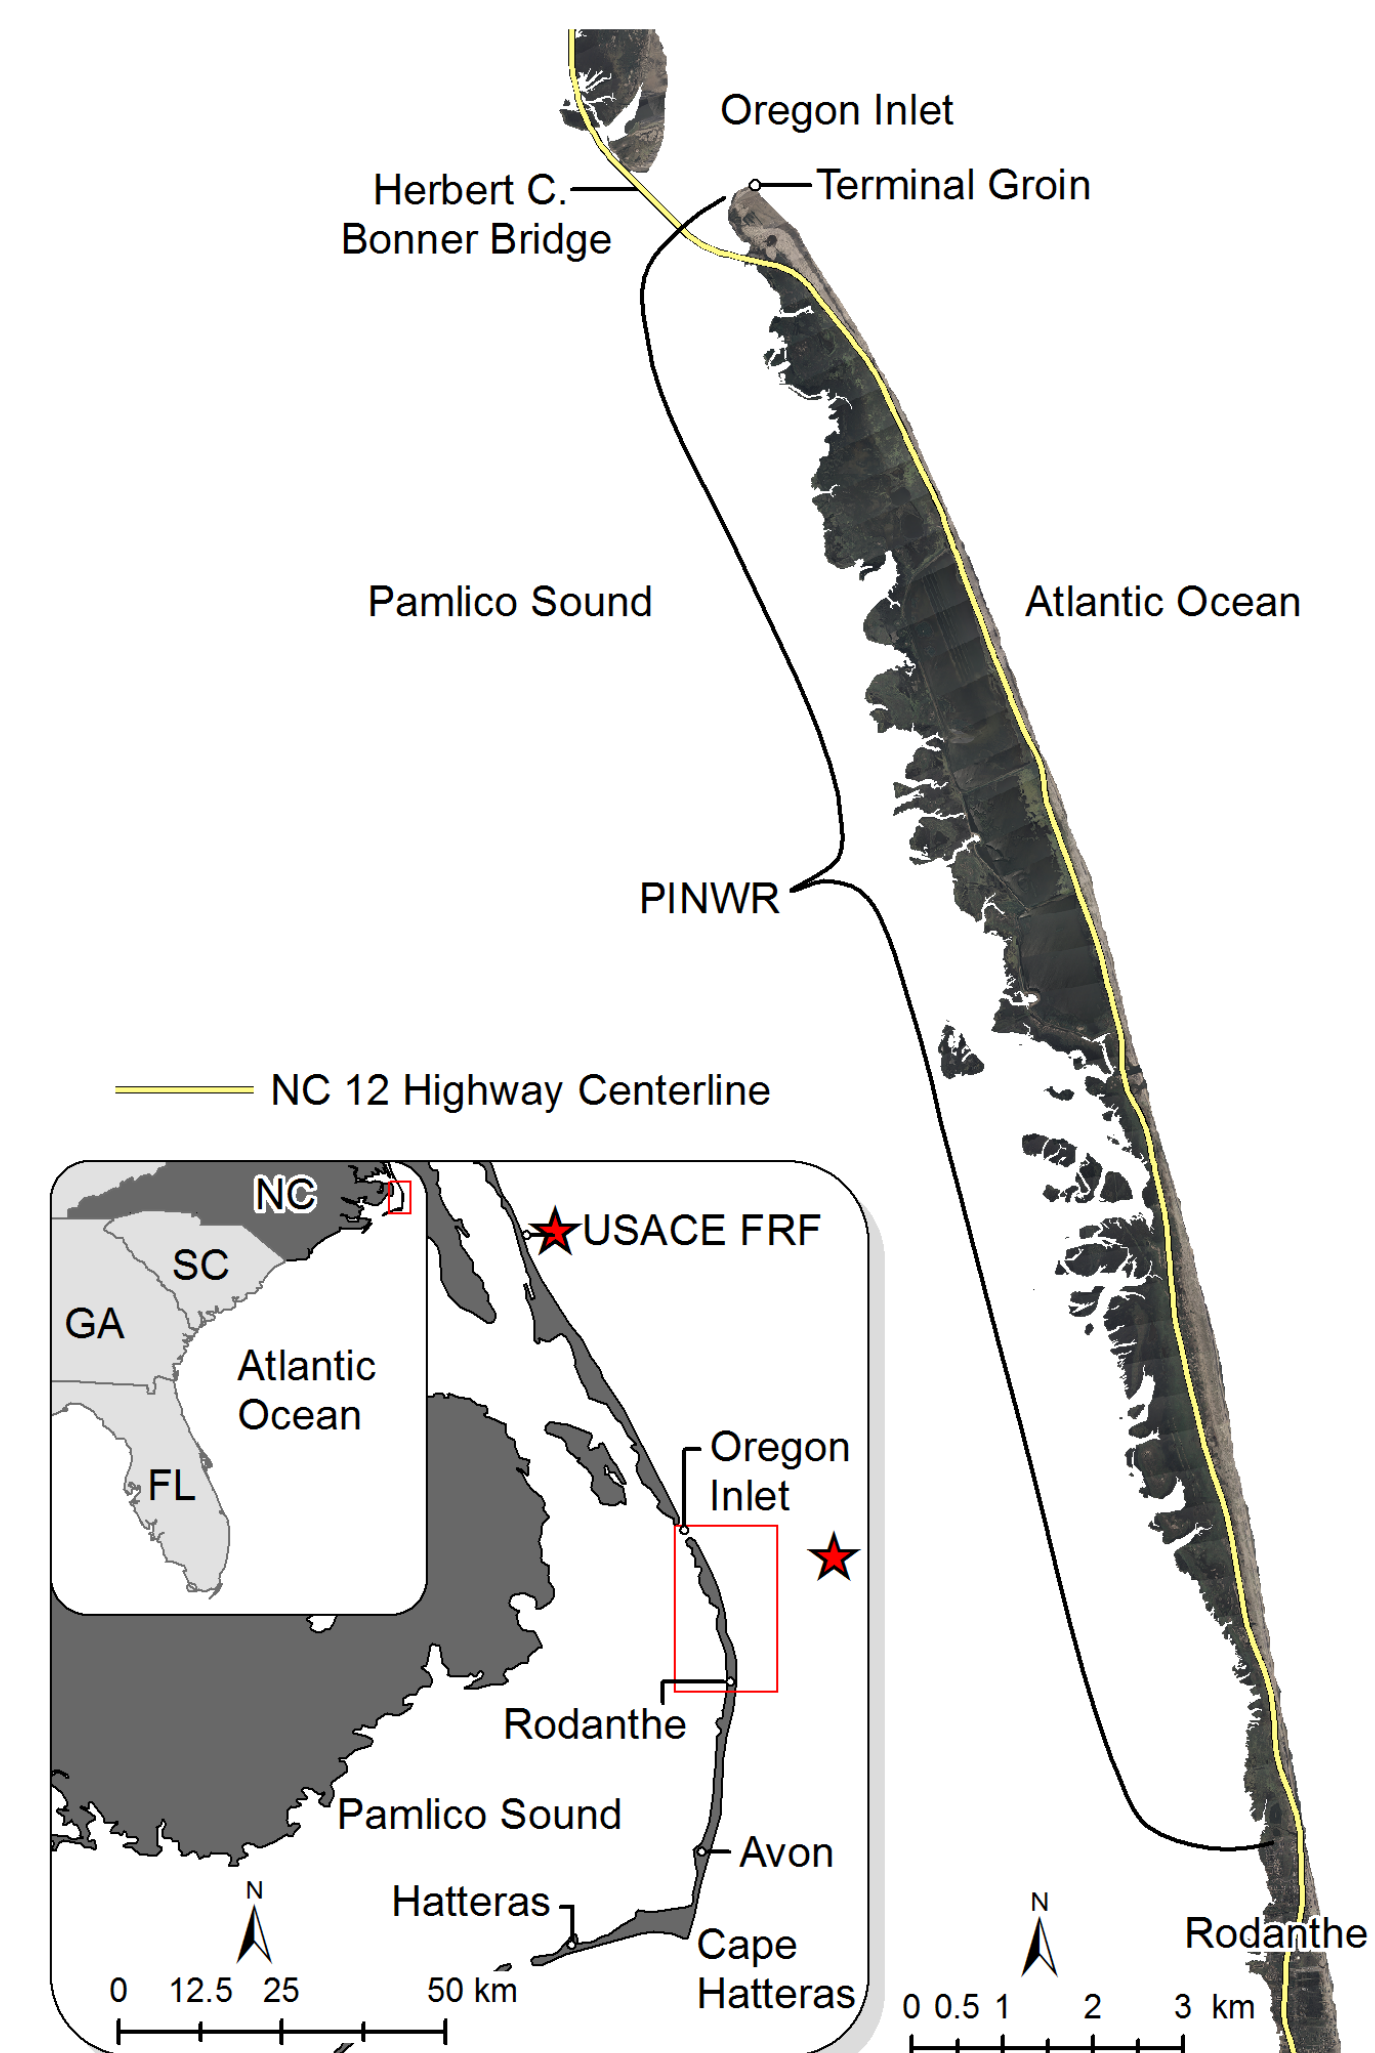 Oregon Inlet
Terminal Groin
Herbert C.
Bonner Bridge
Pamlico Sound
Atlantic Ocean
PINWR
NC 12 Highway Centerline
NC
SC
GA
FL
Atlantic
Ocean
USACE FRF
Oregon
Inlet
Rodanthe
Pamlico Sound
Avon
Hatteras
Cape
Hatteras
N
0 12.5 25 50 km
N
Rodanthe
0 0.5 1 2 3 km